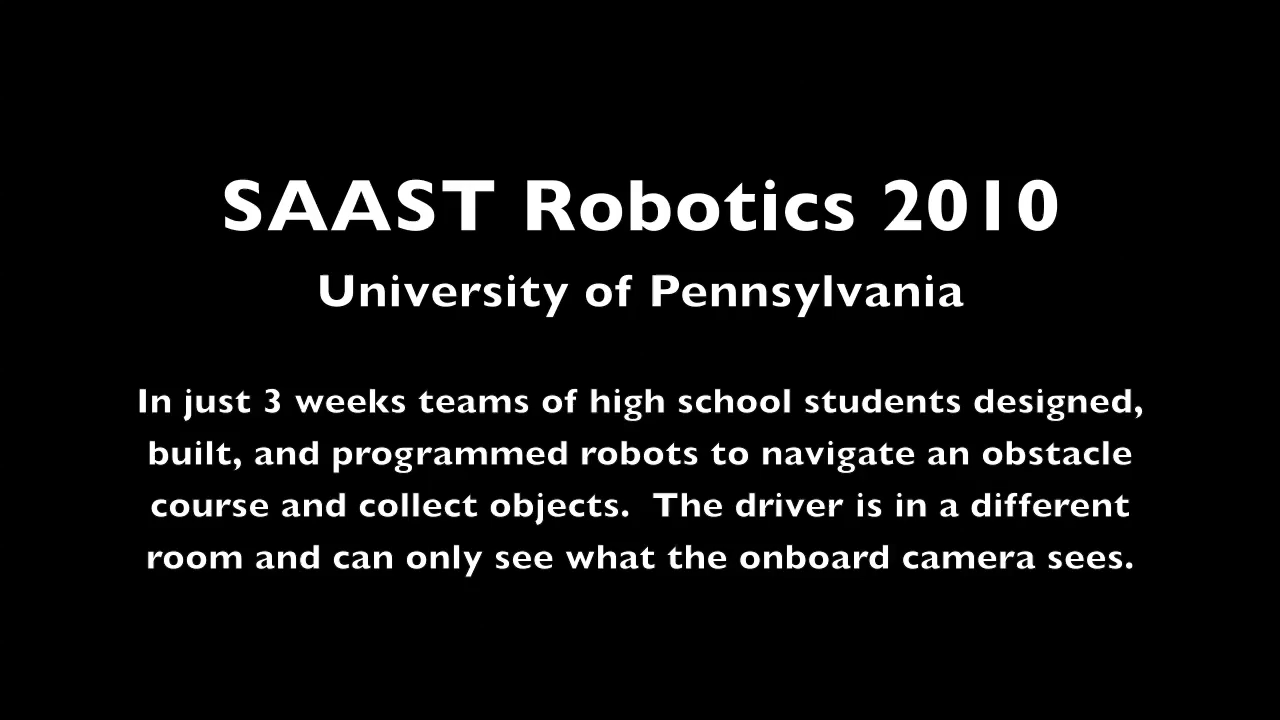 SAAST Robotics 2010
University of Pennsylvania
In just 3 weeks teams of high school students designed,
built, and programmed robots to navigate an obstacle
course and collect objects.  The driver is in a different
room and can only see what the onboard camera sees.